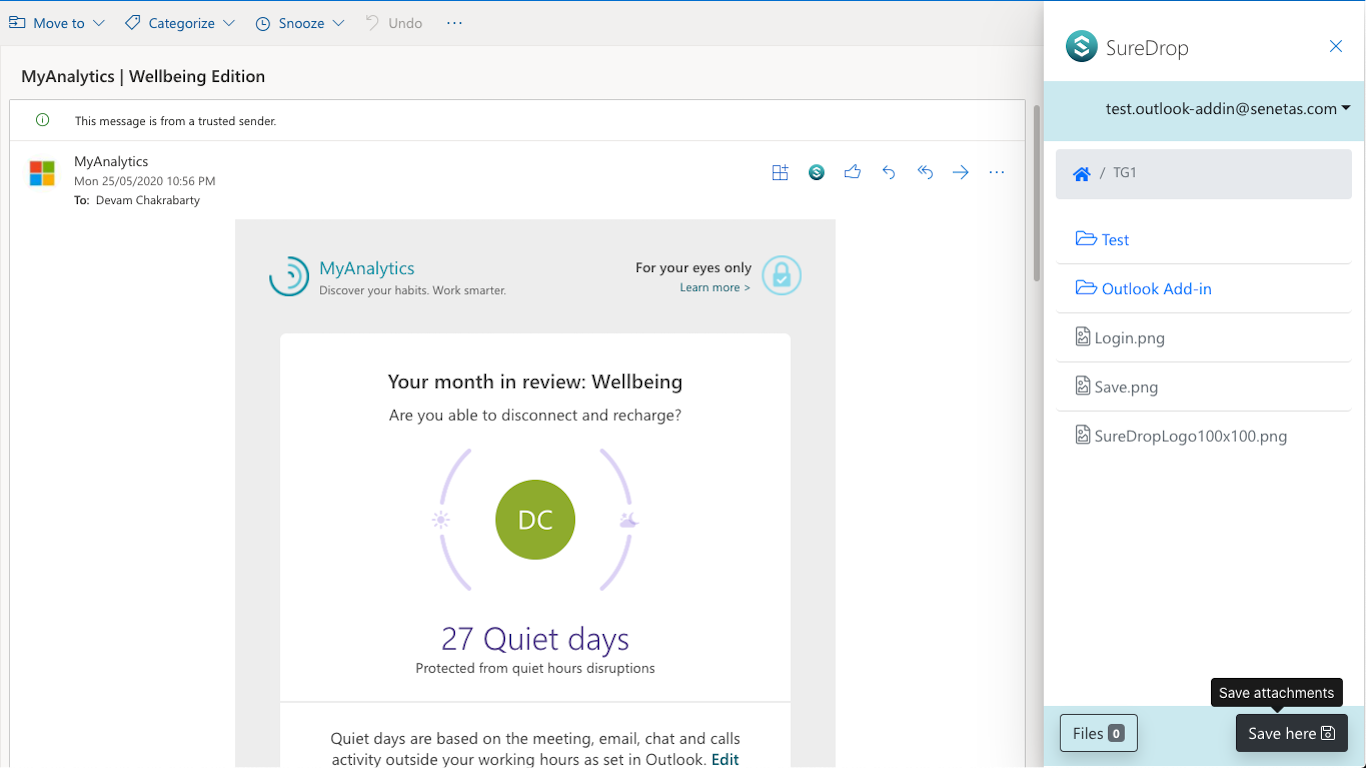 Move to
Categorize
Snooze
Undo
MyAnalytics | Wellbeing Edition
This message is from a trusted sender.
MyAnalytics
Mon 25/05/2020 10:56 PM
To: Devam Chakrabarty
MyAnalytics
Discover your habits. Work smarter.
For your eyes only
Learn more >
Your month in review: Wellbeing
Are you able to disconnect and recharge?
DC
27 Quiet days
Protected from quiet hours disruptions
Quiet days are based on the meeting, email, chat and calls
activity outside your working hours as set in Outlook. Edit
SureDrop
test.outlook-addin@senetas.com
/ TG1
Test
Outlook Add-in
Login.png
Save.png
SureDropLogo100x100.png
Save attachments
Files 0
Save here